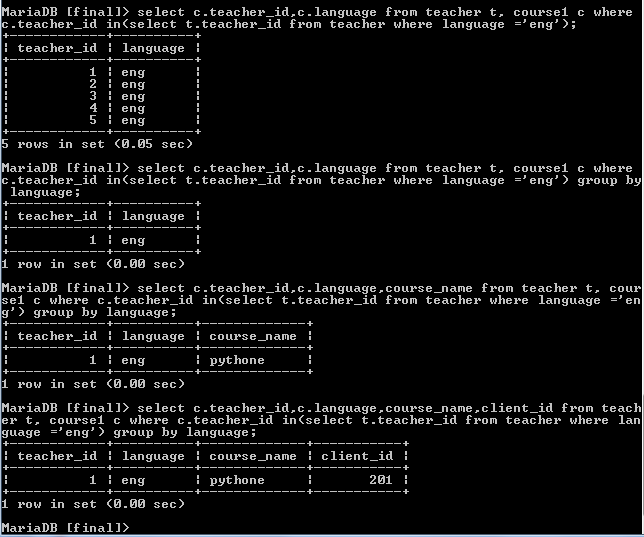 MariaDB [final]> select c.teacher_id,c.language from teacher t, course1 c where
c.teacher_id in(select t.teacher_id from teacher where language ='eng');
+------------+----------+
| teacher_id | language |
+------------+----------+
|          1 | eng      |
|          2 | eng      |
|          3 | eng      |
|          4 | eng      |
|          5 | eng      |
+------------+----------+
5 rows in set (0.05 sec)
MariaDB [final]> select c.teacher_id,c.language from teacher t, course1 c where
c.teacher_id in(select t.teacher_id from teacher where language ='eng') group by
 language;
+------------+----------+
| teacher_id | language |
+------------+----------+
|          1 | eng      |
+------------+----------+
1 row in set (0.00 sec)
MariaDB [final]> select c.teacher_id,c.language,course_name from teacher t, cour
se1 c where c.teacher_id in(select t.teacher_id from teacher where language ='en
g') group by language;
+------------+----------+-------------+
| teacher_id | language | course_name |
+------------+----------+-------------+
|          1 | eng      | pythone     |
+------------+----------+-------------+
1 row in set (0.00 sec)
MariaDB [final]> select c.teacher_id,c.language,course_name,client_id from teach
er t, course1 c where c.teacher_id in(select t.teacher_id from teacher where lan
guage ='eng') group by language;
+------------+----------+-------------+-----------+
| teacher_id | language | course_name | client_id |
+------------+----------+-------------+-----------+
|          1 | eng      | pythone     |       201 |
+------------+----------+-------------+-----------+
1 row in set (0.00 sec)
MariaDB [final]>